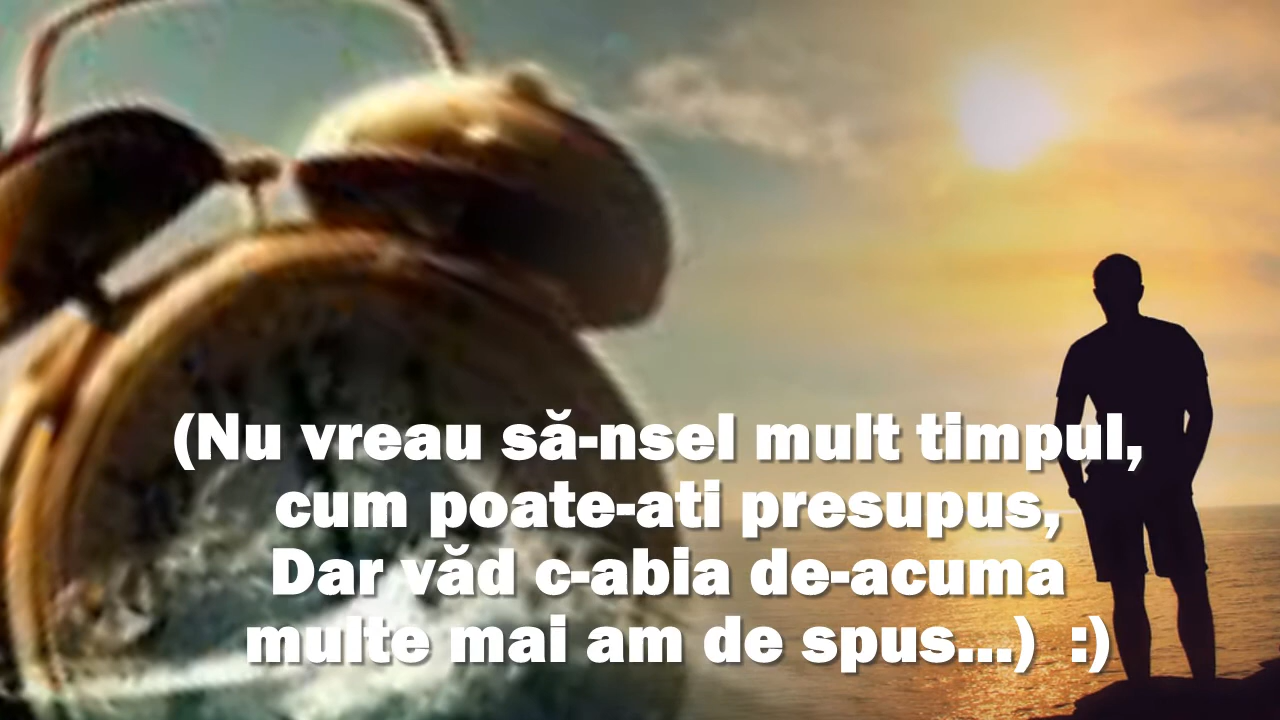 (Nu vreau să-nsel mult timpul,
cum poate-ati presupus,
Dar văd c-abia de-acuma
multe mai am de spus...) :)